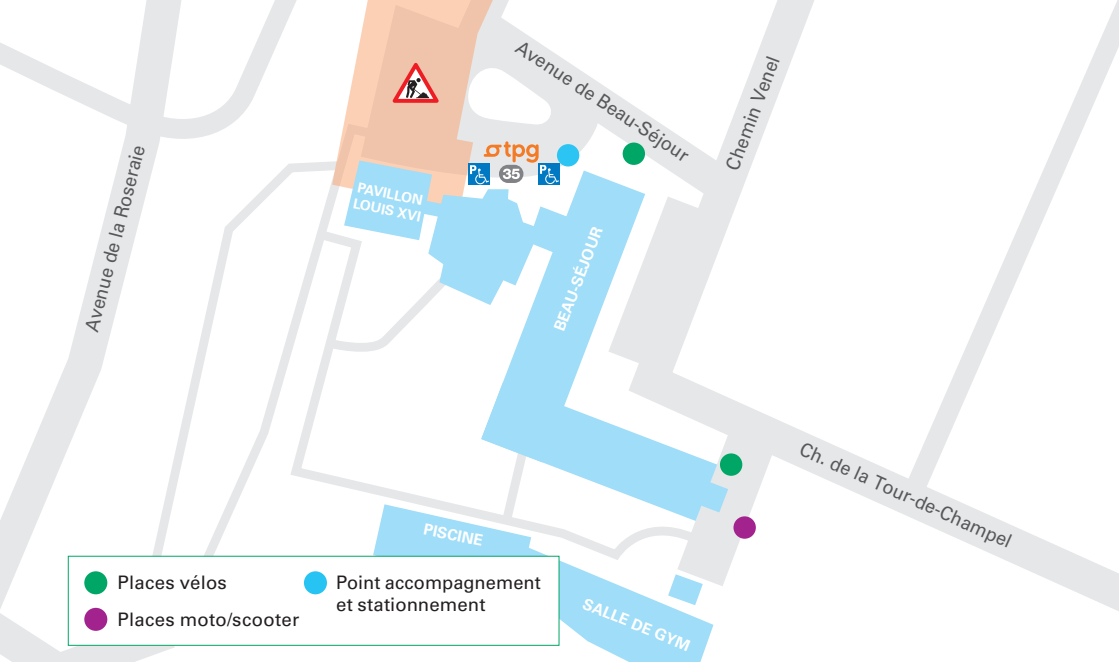 Avenue de Beau-Séjour
Chemin Venel
Avenue de la Roseraie
tpg
P
35
P
PAVILLON
LOUIS XVI
BEAU-SÉJOUR
Ch. de la Tour-de-Champel
PISCINE
SALLE DE GYM
Places vélos
Places moto/scooter
Point accompagnement
et stationnement